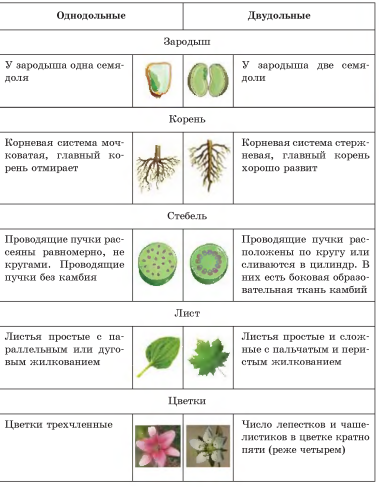 Однодольные
Двудольные
Зародыш
У зародыша одна семя-
доля
У зародыша две семя-
доли
Корень
Корневая система моч-
коватая, главный ко-
рень отмирает
Корневая система стерж-
невая, главный корень
хорошо развит
Стебель
Проводящие пучки рас-
сеяны равномерно, не
кругами. Проводящие
пучки без камбия
Проводящие пучки рас-
положены по кругу или
сливаются в цилиндр. В
них есть боковая образо-
вательная ткань камбий
Лист
Листья простые с па-
раллельным или дуго-
вым жилкованием
Листья простые и слож-
ные с пальчатым и пери-
стым жилкованием
Цветки
Цветки трехчленные
Число лепестков и чаше-
листиков в цветке кратно
пяти (реже четырем)